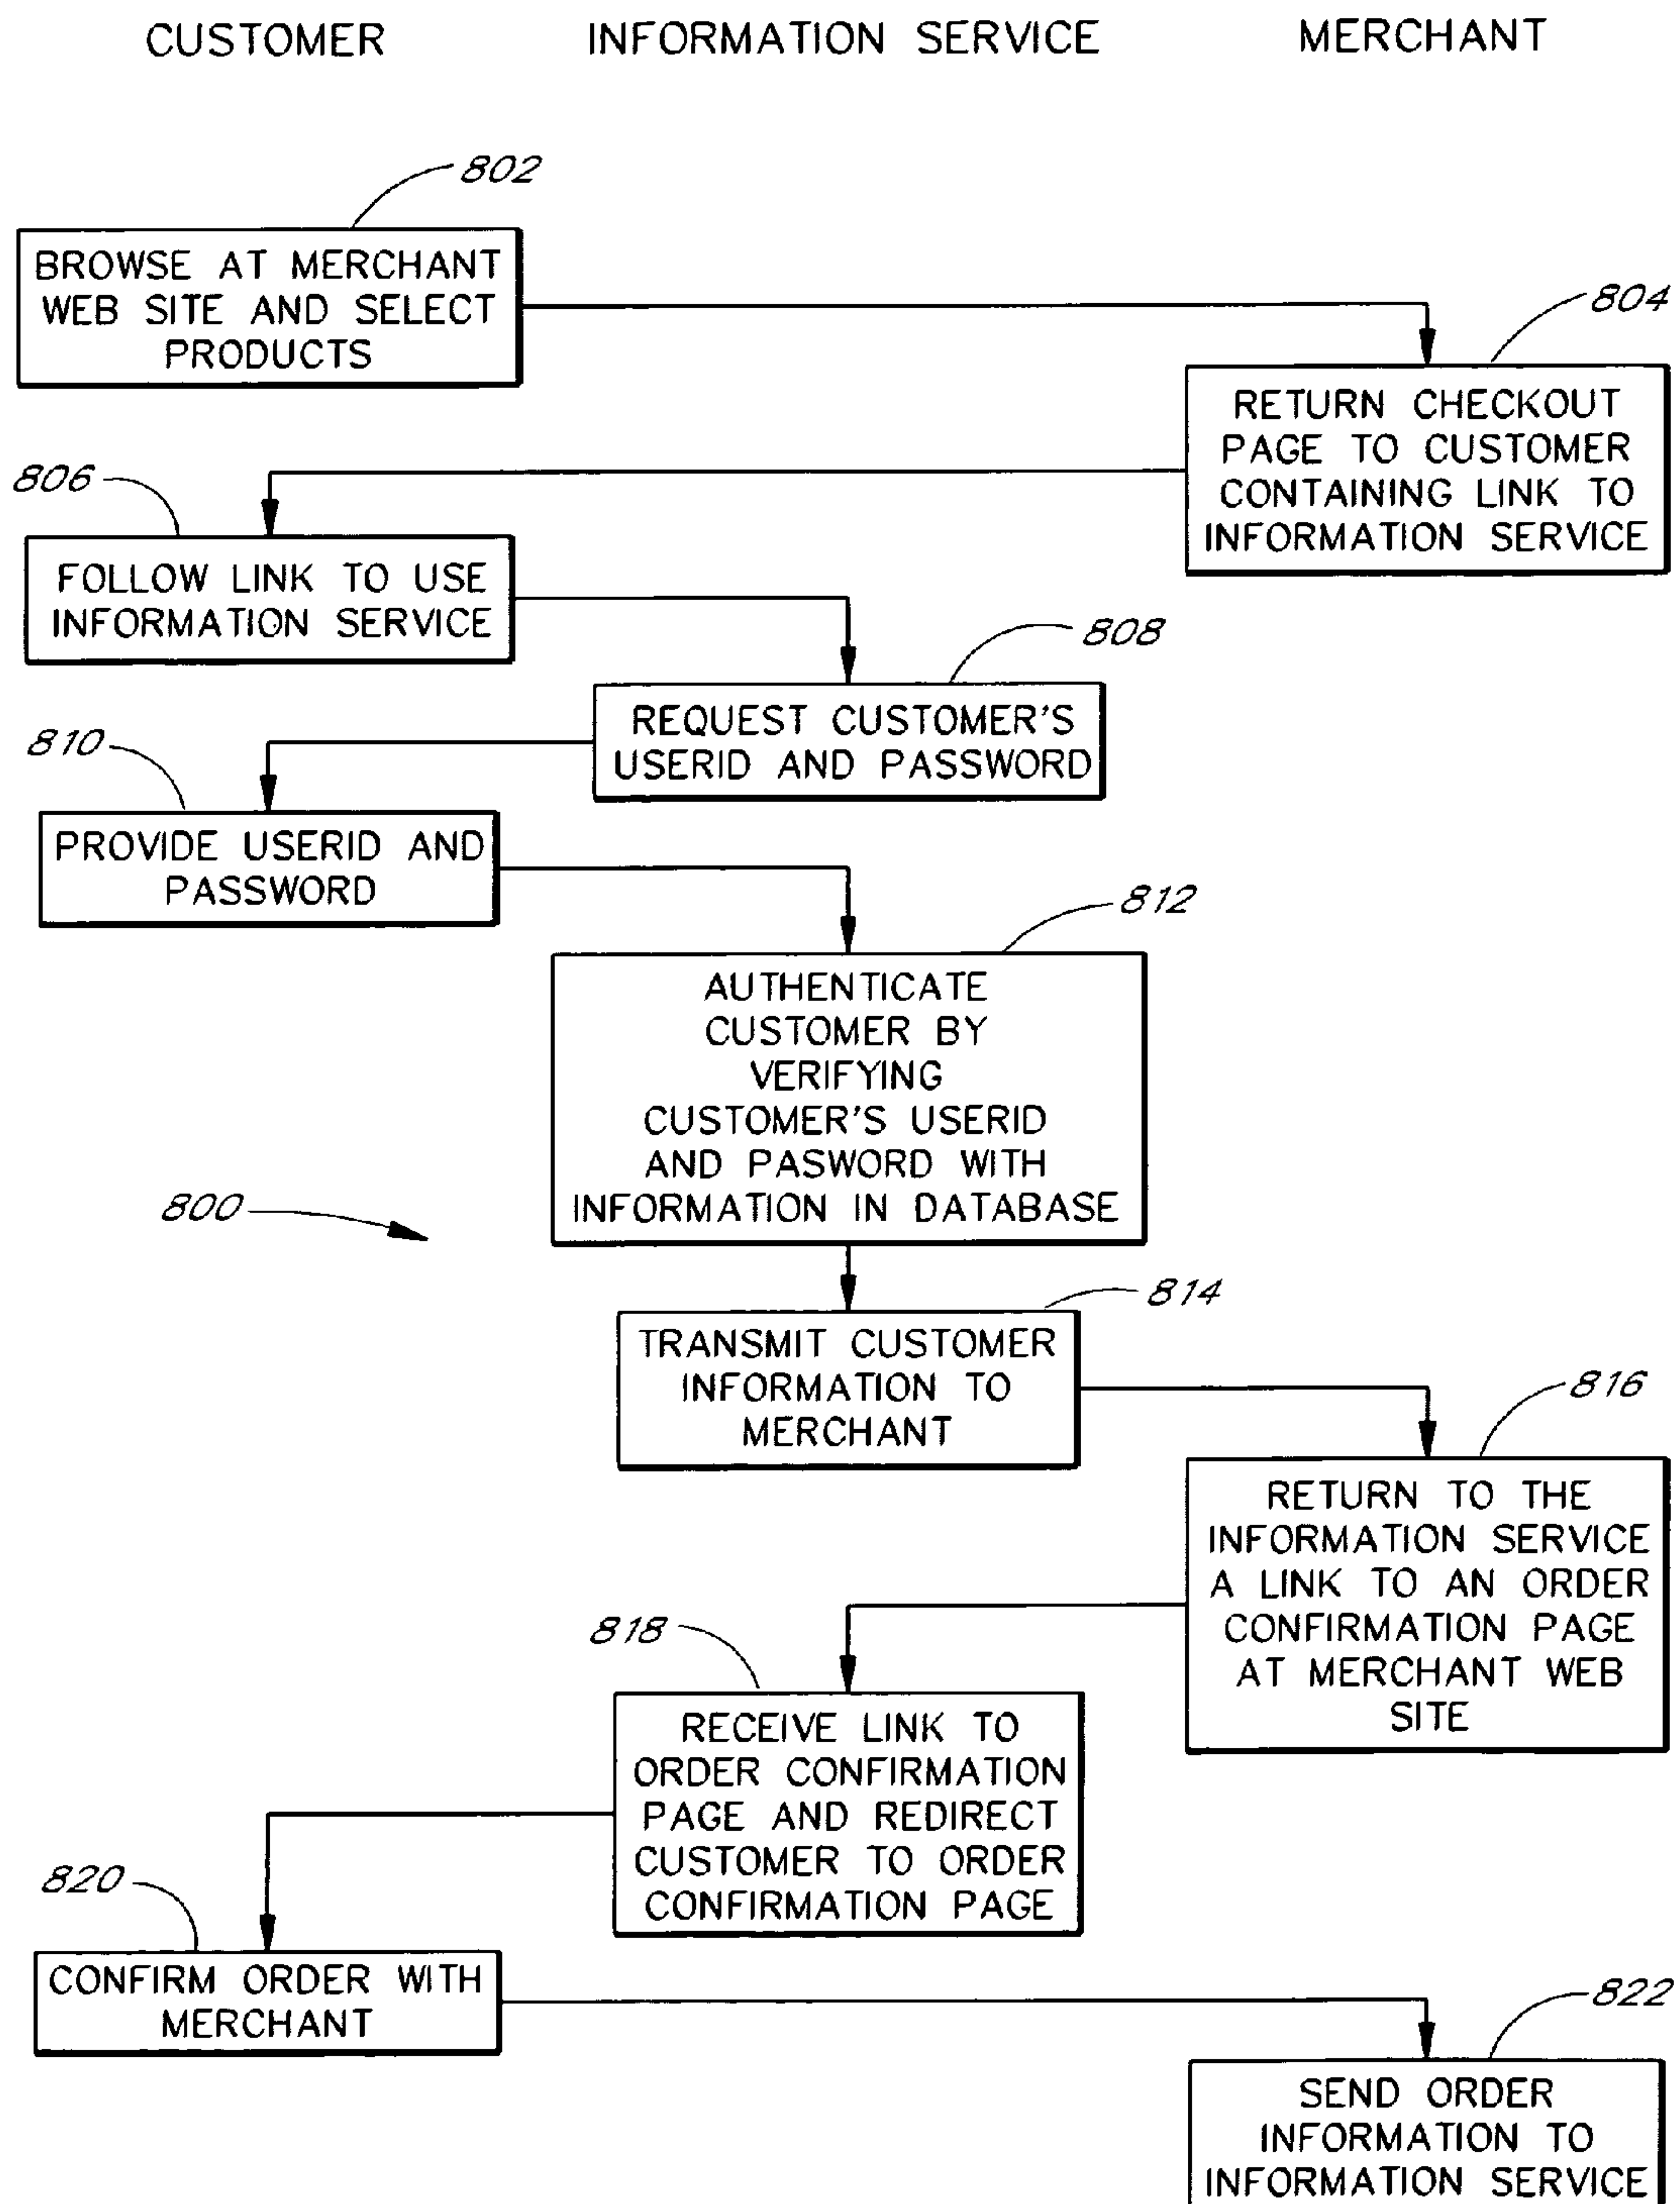 CUSTOMER INFORMATION SERVICE MERCHANT
802
BROWSE AT MERCHANT
WEB SITE AND SELECT
PRODUCTS
804
RETURN CHECKOUT
PAGE TO CUSTOMER
CONTAINING LINK TO
INFORMATION SERVICE
806
FOLLOW LINK TO USE
INFORMATION SERVICE
808
REQUEST CUSTOMER'S
USERID AND PASSWORD
810
PROVIDE USERID AND
PASSWORD
812
AUTHENTICATE
CUSTOMER BY
VERIFYING
CUSTOMER'S USERID
AND PASWORD WITH
INFORMATION IN DATABASE
800
814
TRANSMIT CUSTOMER
INFORMATION TO
MERCHANT
816
RETURN TO THE
INFORMATION SERVICE
A LINK TO AN ORDER
CONFIRMATION PAGE
AT MERCHANT WEB
SITE
818
RECEIVE LINK TO
ORDER CONFIRMATION
PAGE AND REDIRECT
CUSTOMER TO ORDER
CONFIRMATION PAGE
820
CONFIRM ORDER WITH
MERCHANT
822
SEND ORDER
INFORMATION TO
INFORMATION SERVICE